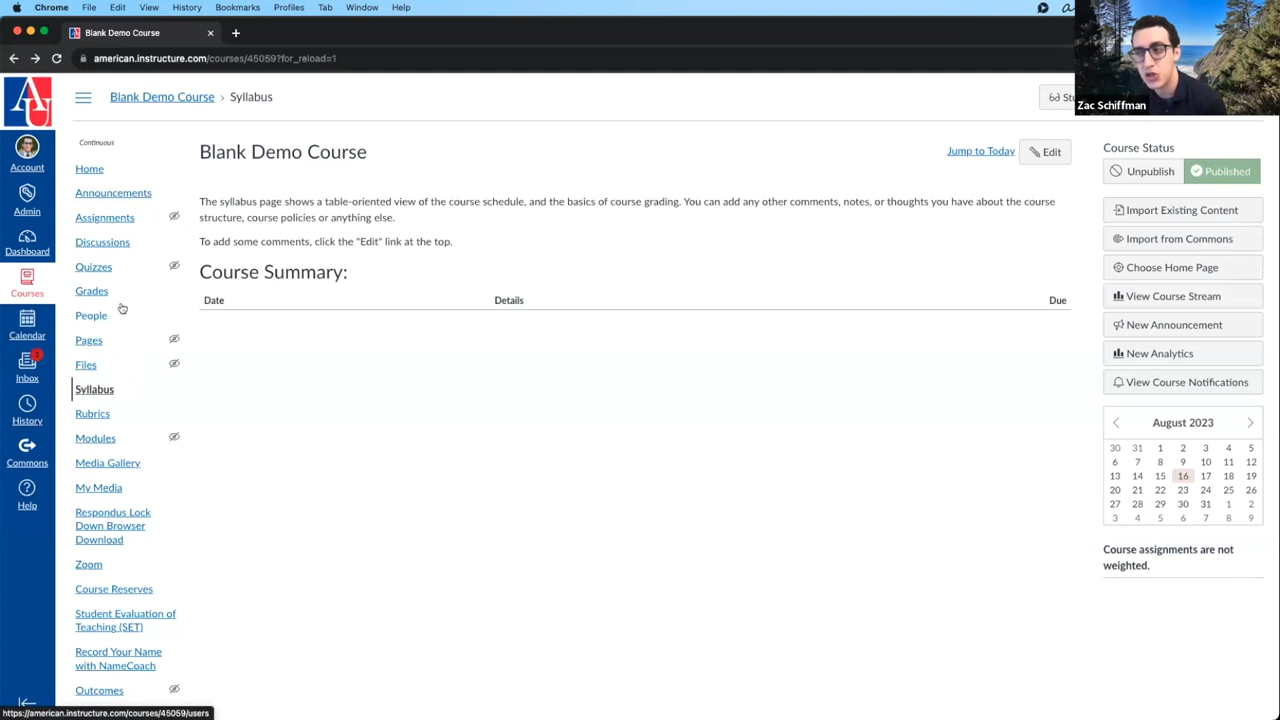 Chrome File Edit View History Bookmarks Profiles Tab Window Help
Blank Demo Course
american.instructure.com/courses/45059?for_reload=1
Zac Schiffman
AU
Account
Admin
Dashboard
Courses
Calendar
2
Inbox
History
Commons
Help
Blank Demo Course › Syllabus
Continuous
Home
Announcements
Assignments
Discussions
Quizzes
Grades
People
Pages
Files
Syllabus
Rubrics
Modules
Media Gallery
My Media
Respondus Lock
Down Browser
Download
Zoom
Course Reserves
Student Evaluation of
Teaching (SET)
Record Your Name
with NameCoach
Outcomes
https://american.instructure.com/courses/45059/users
Blank Demo Course
Jump to Today
Edit
The syllabus page shows a table-oriented view of the course schedule, and the basics of course grading. You can add any other comments, notes, or thoughts you have about the course
structure, course policies or anything else.
To add some comments, click the "Edit" link at the top.
Course Summary:
Date Details Due
Course Status
Unpublish Published
Import Existing Content
Import from Commons
Choose Home Page
View Course Stream
New Announcement
New Analytics
View Course Notifications
August 2023
30 31 1 2 3 4 5
6 7 8 9 10 11 12
13 14 15 16 17 18 19
20 21 22 23 24 25 26
27 28 29 30 31 1 2
3 4 5 6 7 8 9
Course assignments are not
weighted.